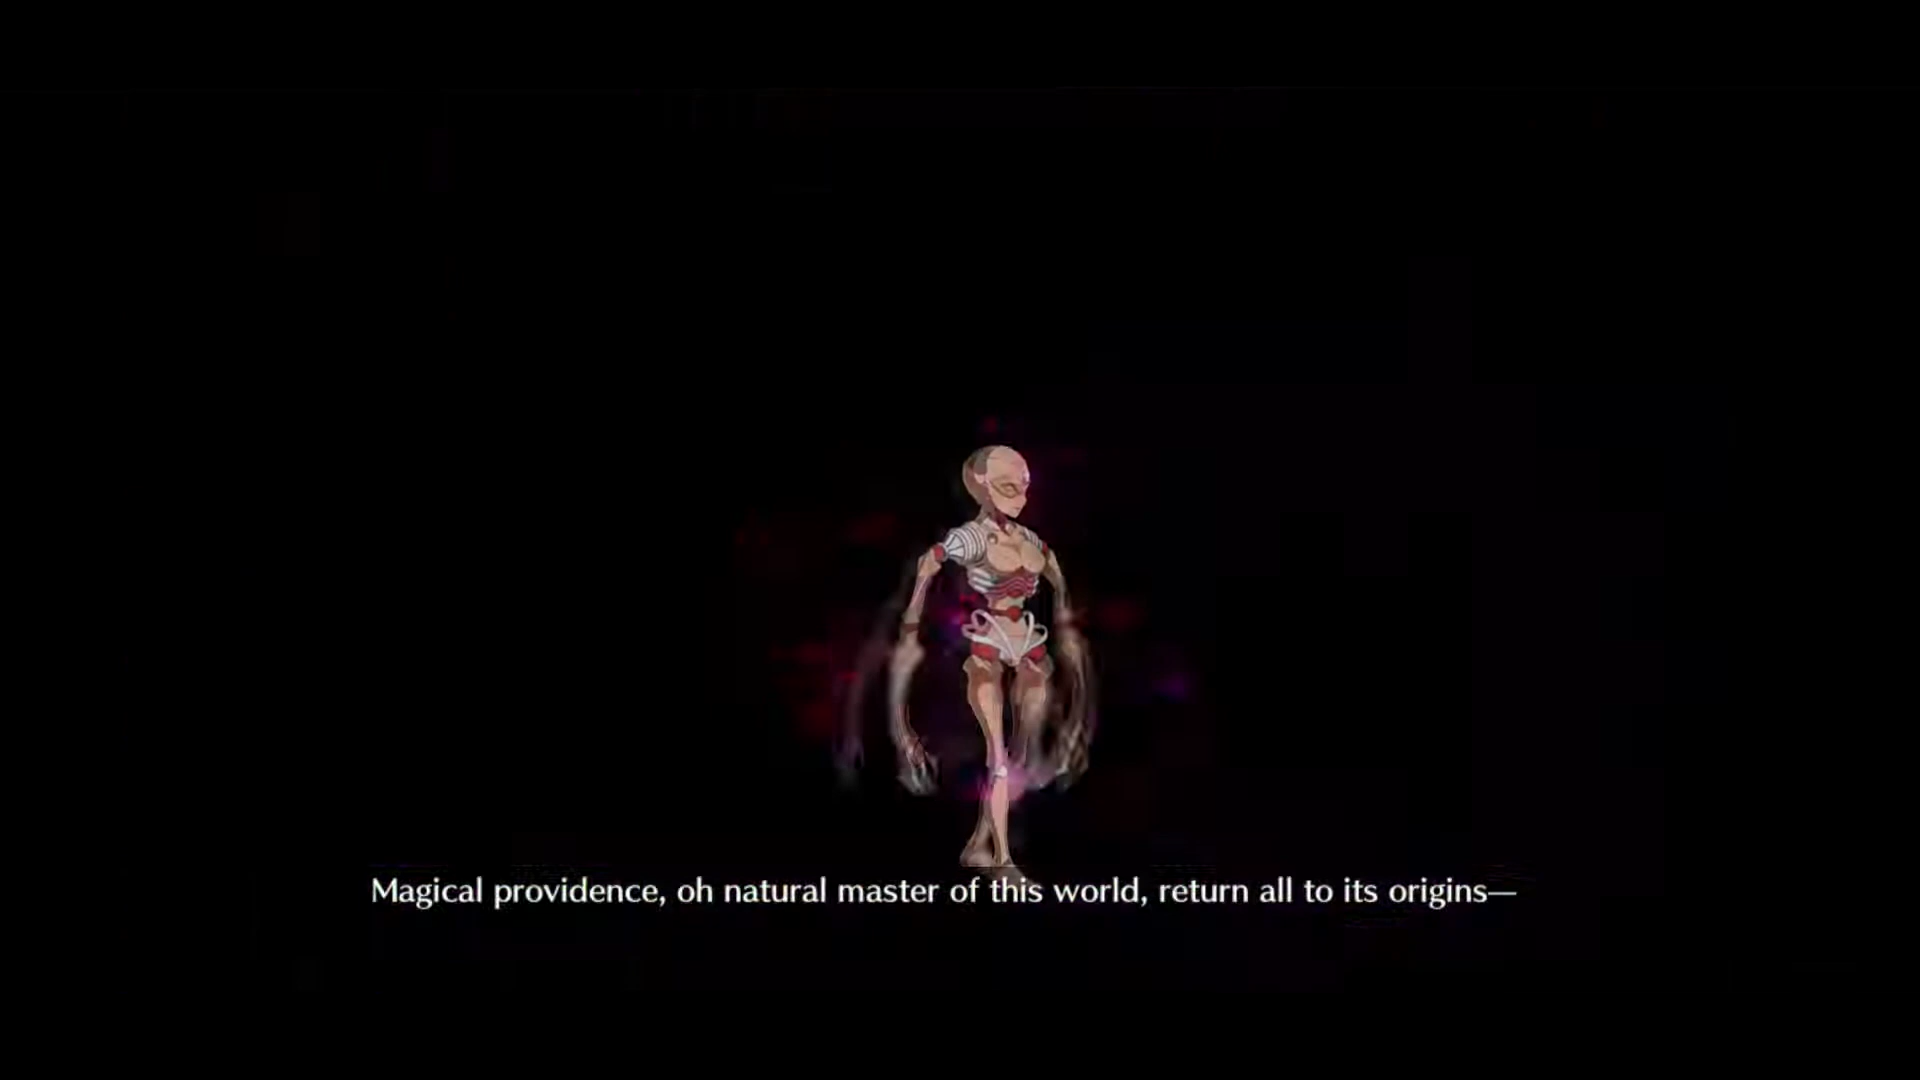 Magical providence, oh natural master of this world, return all to its origins—